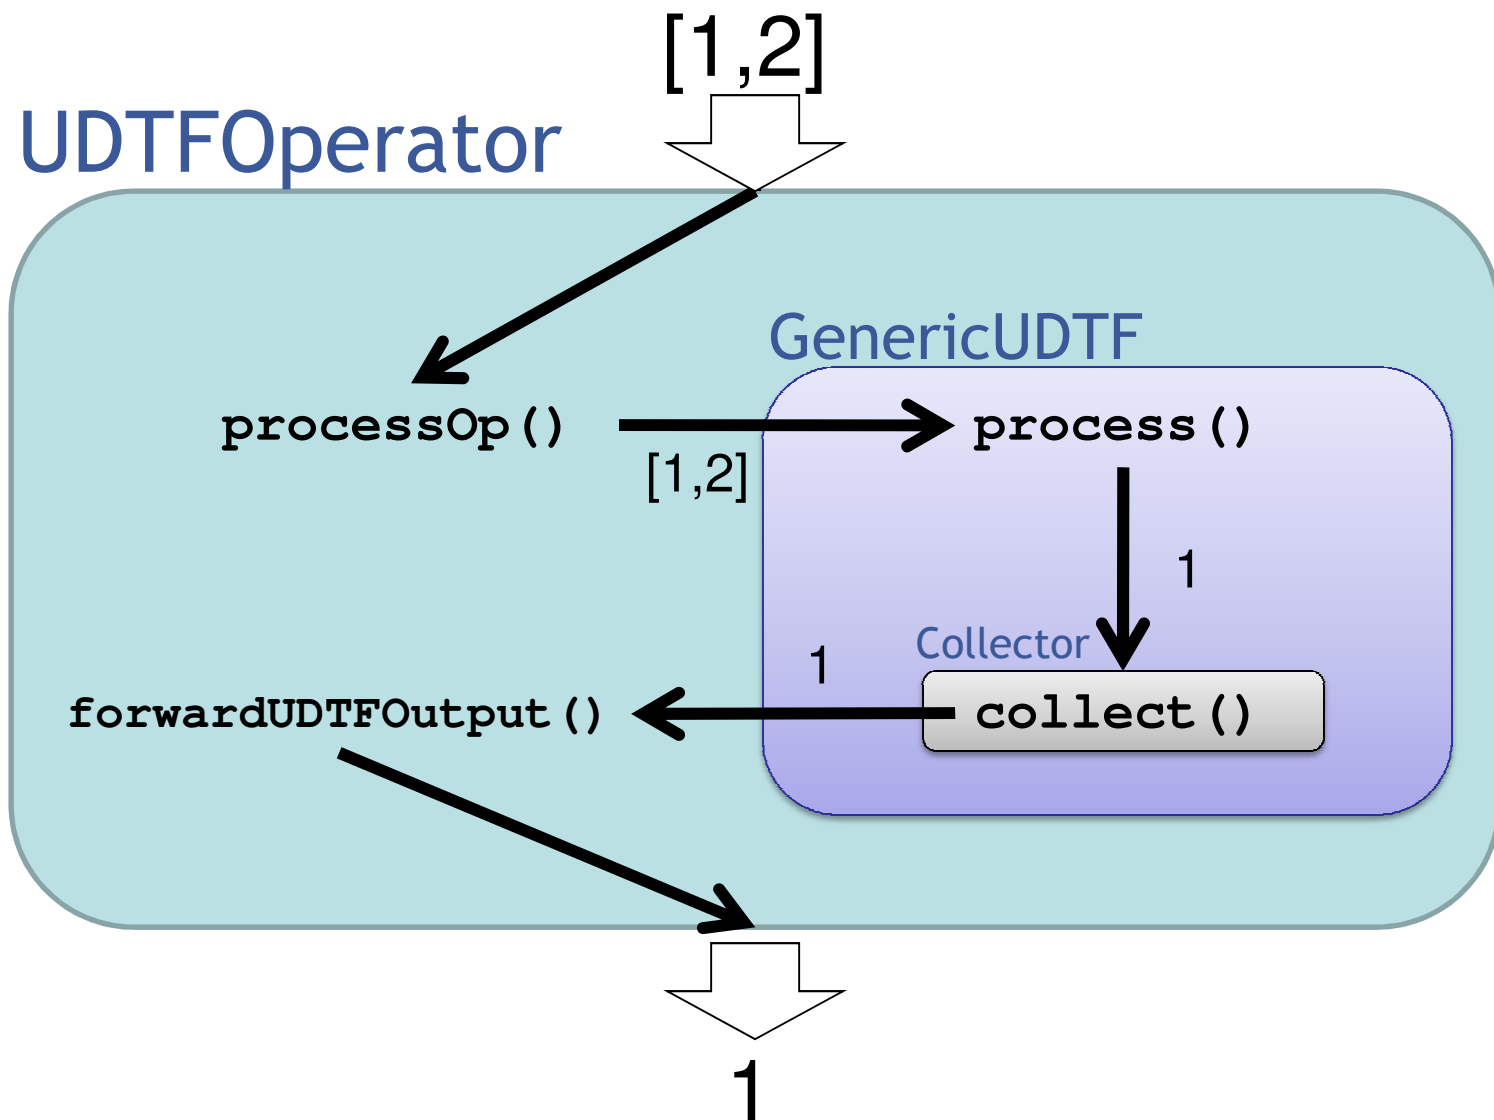 [1,2]
UDTFOperator
GenericUDTF
processOp()
process()
[1,2]
1
Collector
1
forwardUDTFOutput()
collect()
1